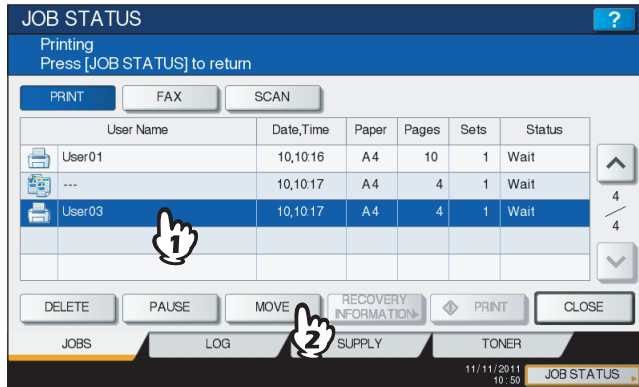 JOB STATUS ?
Printing
Press [JOB STATUS] to return
PRINT FAX SCAN
User Name Date,Time Paper Pages Sets Status
User01 10,10:16 A4 10 1 Wait
--- 10,10:17 A4 4 1 Wait
User03 10,10:17 A4 4 1 Wait
1
4
4
DELETE PAUSE MOVE RECOVERY INFORMATION PRINT CLOSE
2
JOBS LOG SUPPLY TONER
11/11/2011
10:50
JOB STATUS